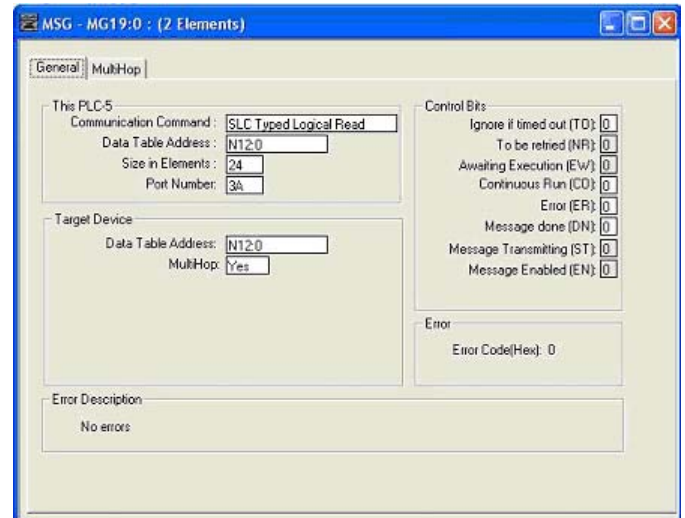 MSG - MG19:0 : (2 Elements)
General MultiHop
This PLC-5
Communication Command : SLC Typed Logical Read
Data Table Address : N12:0
Size in Elements : 24
Port Number: 3A
Target Device
Data Table Address: N12:0
MultiHop: Yes
Control Bits
Ignore if timed out (TO): 0
To be retried (NR): 0
Awaiting Execution (EW): 0
Continuous Run (CO): 0
Error (ER): 0
Message done (DN): 0
Message Transmitting (ST): 0
Message Enabled (EN): 0
Error
Error Code(Hex): 0
Error Description
No errors